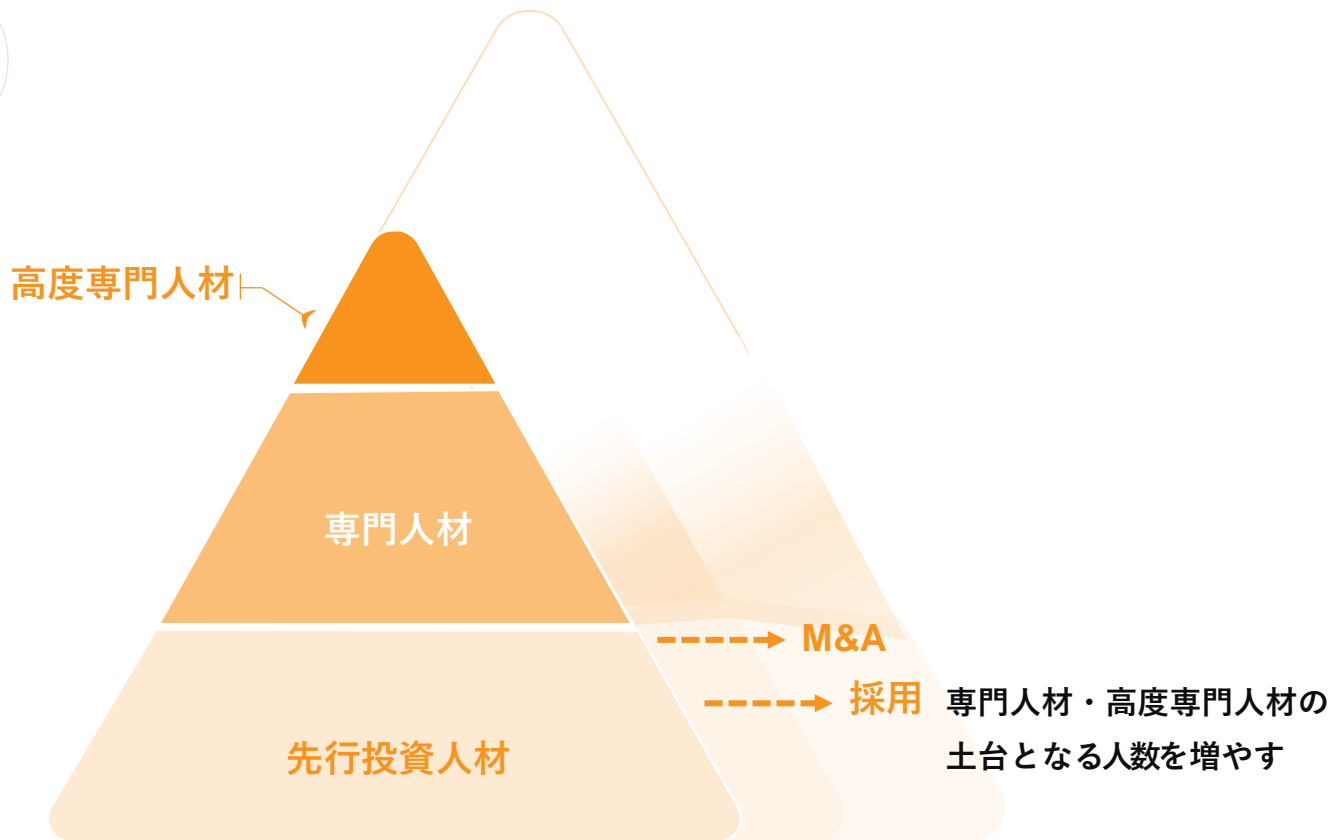 高度専門人材
専門人材
M&A
採用
専門人材・高度専門人材の
土台となる人数を増やす
先行投資人材